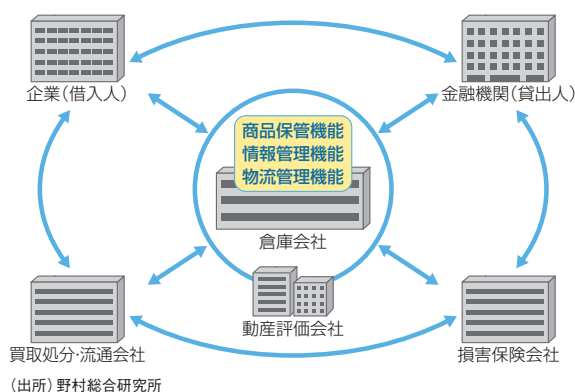 企業(借入人)
金融機関(貸出人)
商品保管機能
情報管理機能
物流管理機能
倉庫会社
動産評価会社
買取処分・流通会社
損害保険会社
(出所)野村総合研究所